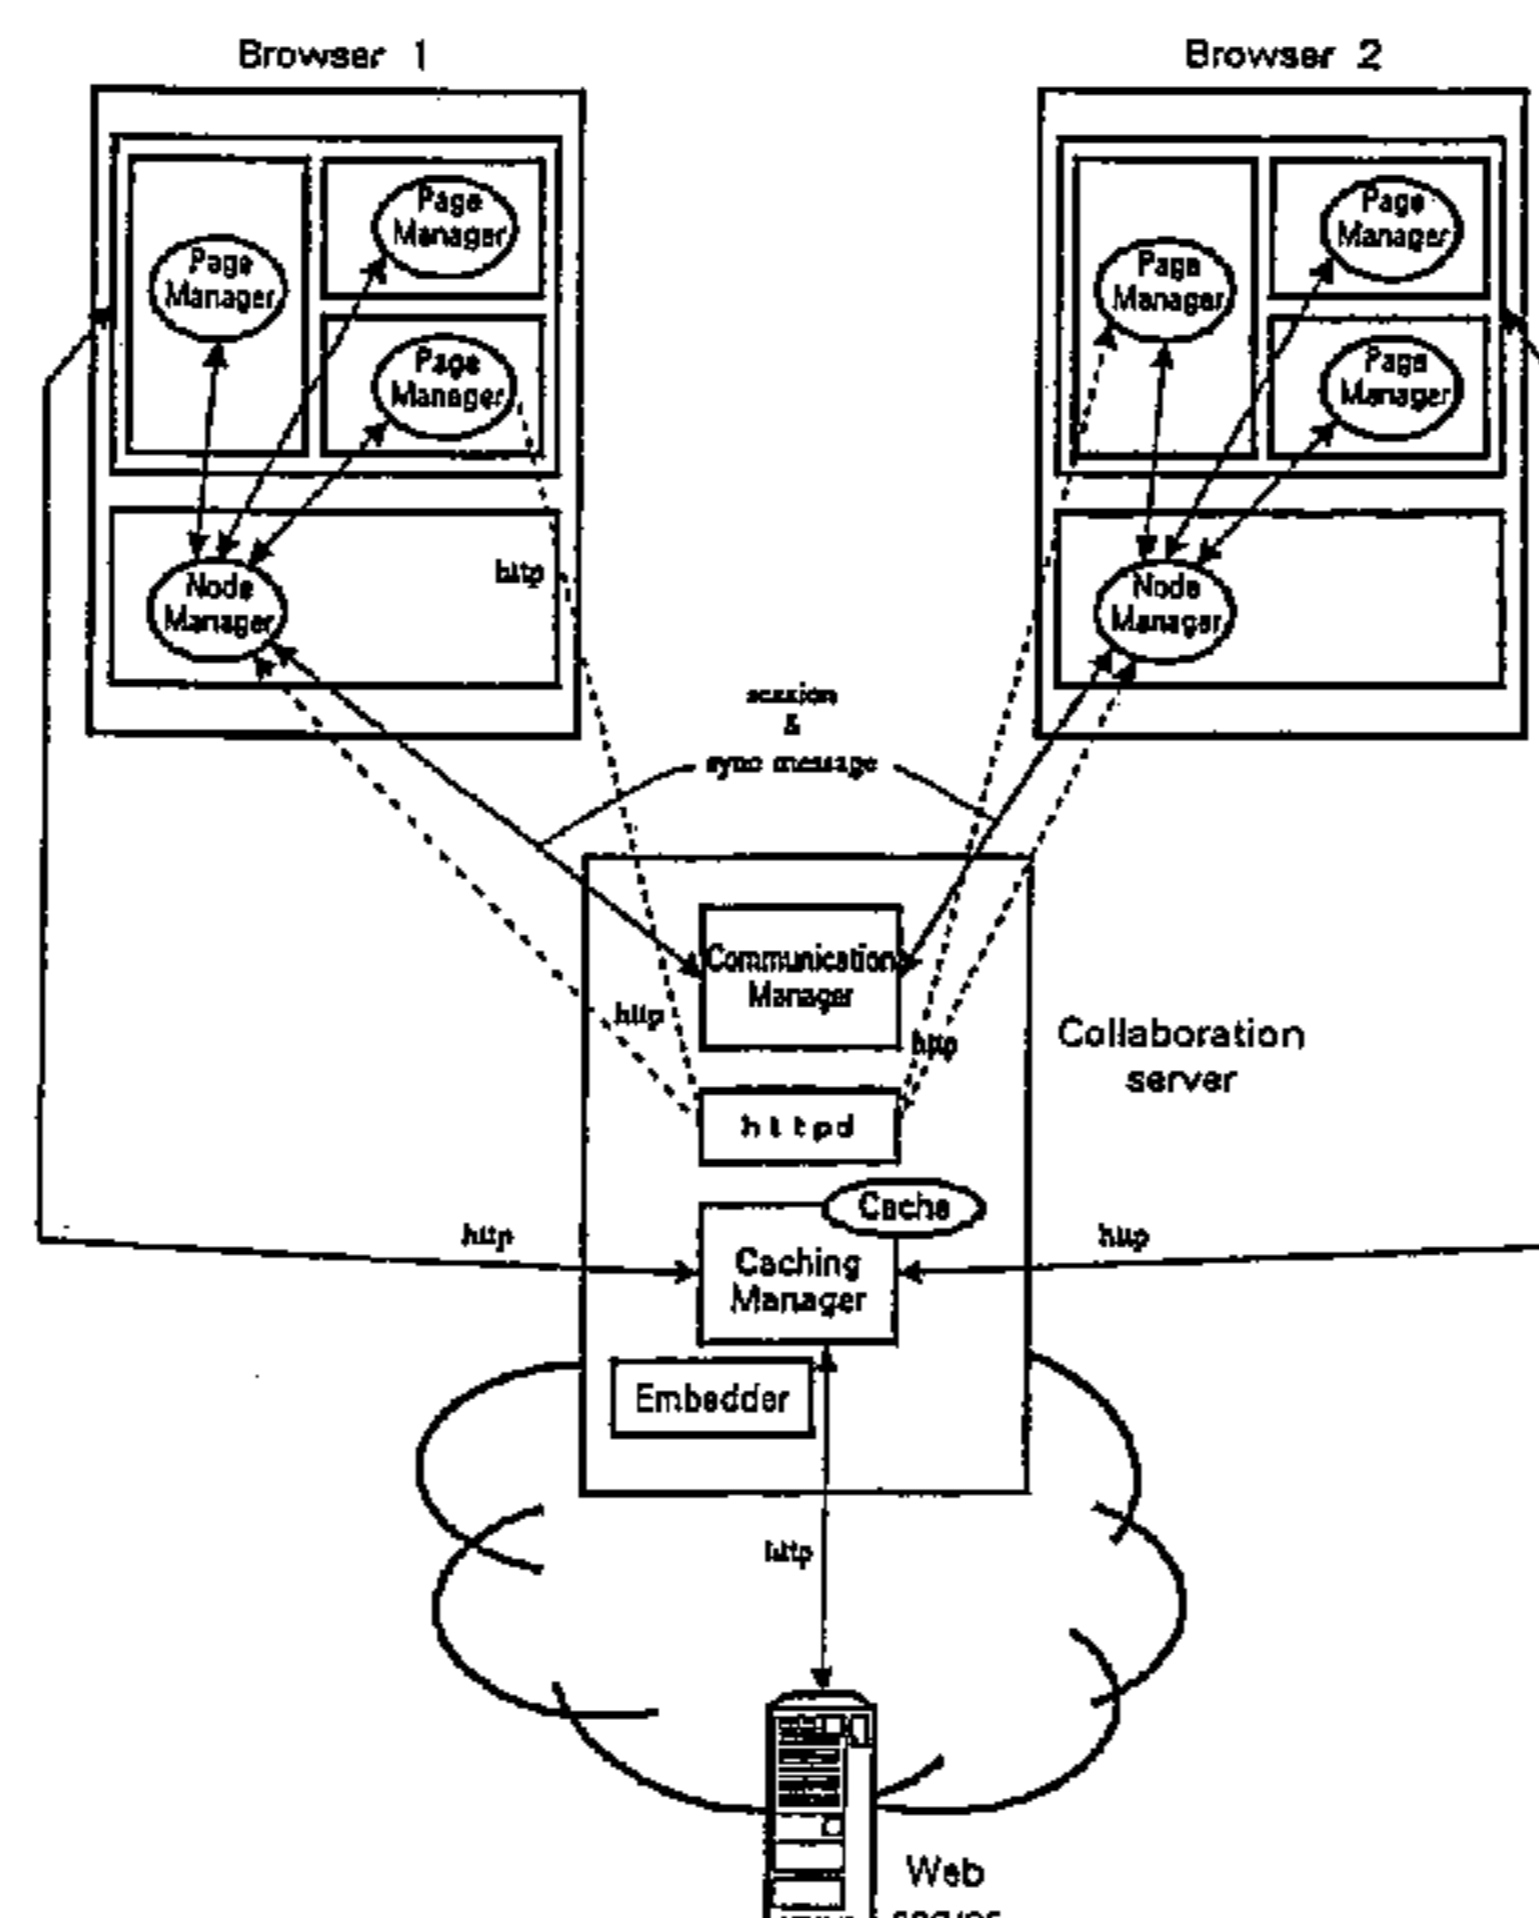 Browser 1
Browser 2
Page
Manager
Page
Manager
Page
Manager
Page
Manager
Page
Manager
Page
Manager
http
Node
Manager
Node
Manager
session
&
sync message
Communication
Manager
http
http
Collaboration
server
httpd
Cache
http
http
Caching
Manager
Embedder
http
Web
server